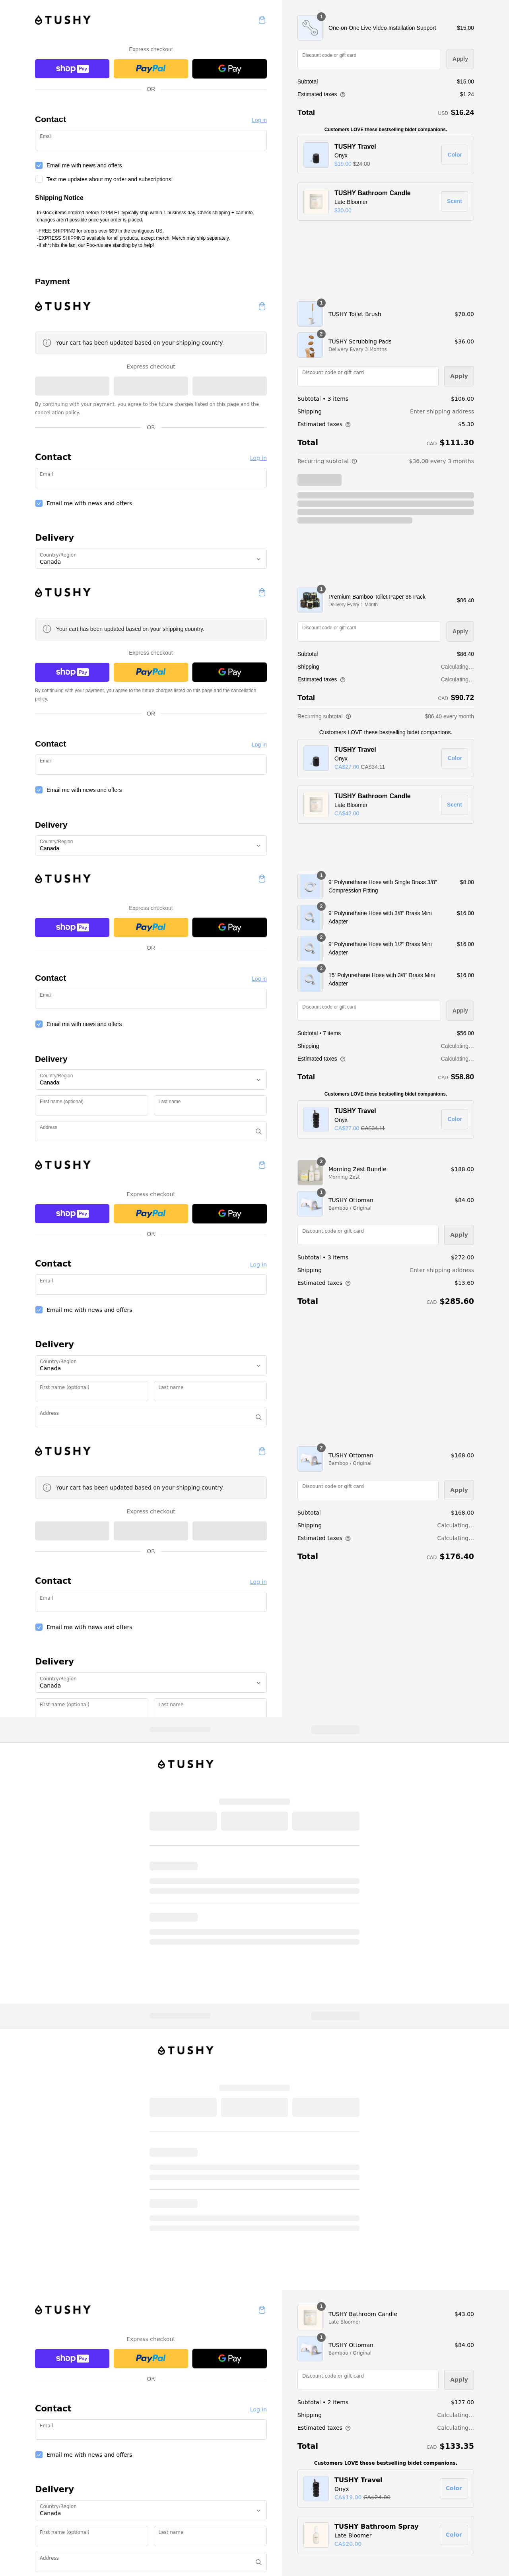 TUSHY
Express checkout
shop Pay
PayPal
G Pay
OR
Contact
Log in
Email
Email me with news and offers
Text me updates about my order and subscriptions!
Shipping Notice
In-stock items ordered before 12PM ET typically ship within 1 business day. Check shipping + cart info,
charges aren't possible once your order is placed.
-FREE SHIPPING for orders over $99 in the contiguous US.
-EXPRESS SHIPPING available for all products, except merch. Merch may ship separately.
-If sh*t hits the fan, our Poo-rus are standing by to help!
Payment
1
One-on-One Live Video Installation Support
$15.00
Discount code or gift card
Apply
Subtotal
$15.00
Estimated taxes
$1.24
Total
USD $16.24
Customers LOVE these bestselling bidet companions.
TUSHY Travel
Onyx
$19.00 $24.00
Color
TUSHY Bathroom Candle
Late Bloomer
$30.00
Scent
TUSHY
Your cart has been updated based on your shipping country.
Express checkout
By continuing with your payment, you agree to the future charges listed on this page and the
cancellation policy.
OR
Contact
Log in
Email
Email me with news and offers
Delivery
Country/Region
Canada
1
TUSHY Toilet Brush
$70.00
2
TUSHY Scrubbing Pads
Delivery Every 3 Months
$36.00
Discount code or gift card
Apply
Subtotal • 3 items
$106.00
Shipping
Enter shipping address
Estimated taxes
$5.30
Total
CAD $111.30
Recurring subtotal
$36.00 every 3 months
TUSHY
Your cart has been updated based on your shipping country.
Express checkout
shop Pay
PayPal
G Pay
By continuing with your payment, you agree to the future charges listed on this page and the cancellation
policy.
OR
Contact
Log in
Email
Email me with news and offers
Delivery
Country/Region
Canada
1
Premium Bamboo Toilet Paper 36 Pack
Delivery Every 1 Month
$86.40
Discount code or gift card
Apply
Subtotal
$86.40
Shipping
Calculating...
Estimated taxes
Calculating...
Total
CAD $90.72
Recurring subtotal
$86.40 every month
Customers LOVE these bestselling bidet companions.
TUSHY Travel
Onyx
CA$27.00 CA$34.11
Color
TUSHY Bathroom Candle
Late Bloomer
CA$42.00
Scent
TUSHY
Express checkout
shop Pay
PayPal
G Pay
OR
Contact
Log in
Email
Email me with news and offers
Delivery
Country/Region
Canada
First name (optional)
Last name
Address
1
9' Polyurethane Hose with Single Brass 3/8"
Compression Fitting
$8.00
2
9' Polyurethane Hose with 3/8" Brass Mini
Adapter
$16.00
2
9' Polyurethane Hose with 1/2" Brass Mini
Adapter
$16.00
2
15' Polyurethane Hose with 3/8" Brass Mini
Adapter
$16.00
Discount code or gift card
Apply
Subtotal • 7 items
$56.00
Shipping
Calculating...
Estimated taxes
Calculating...
Total
CAD $58.80
Customers LOVE these bestselling bidet companions.
TUSHY Travel
Onyx
CA$27.00 CA$34.11
Color
TUSHY
Express checkout
shop Pay
PayPal
G Pay
OR
Contact
Log in
Email
Email me with news and offers
Delivery
Country/Region
Canada
First name (optional)
Last name
Address
2
Morning Zest Bundle
Morning Zest
$188.00
1
TUSHY Ottoman
Bamboo / Original
$84.00
Discount code or gift card
Apply
Subtotal • 3 items
$272.00
Shipping
Enter shipping address
Estimated taxes
$13.60
Total
CAD $285.60
TUSHY
Your cart has been updated based on your shipping country.
Express checkout
OR
Contact
Log in
Email
Email me with news and offers
Delivery
Country/Region
Canada
First name (optional)
Last name
2
TUSHY Ottoman
Bamboo / Original
$168.00
Discount code or gift card
Apply
Subtotal
$168.00
Shipping
Calculating...
Estimated taxes
Calculating...
Total
CAD $176.40
TUSHY
TUSHY
TUSHY
Express checkout
shop Pay
PayPal
G Pay
OR
Contact
Log in
Email
Email me with news and offers
Delivery
Country/Region
Canada
First name (optional)
Last name
Address
1
TUSHY Bathroom Candle
Late Bloomer
$43.00
1
TUSHY Ottoman
Bamboo / Original
$84.00
Discount code or gift card
Apply
Subtotal • 2 items
$127.00
Shipping
Calculating...
Estimated taxes
Calculating...
Total
CAD $133.35
Customers LOVE these bestselling bidet companions.
TUSHY Travel
Onyx
CA$19.00 CA$24.00
Color
TUSHY Bathroom Spray
Late Bloomer
CA$20.00
Color